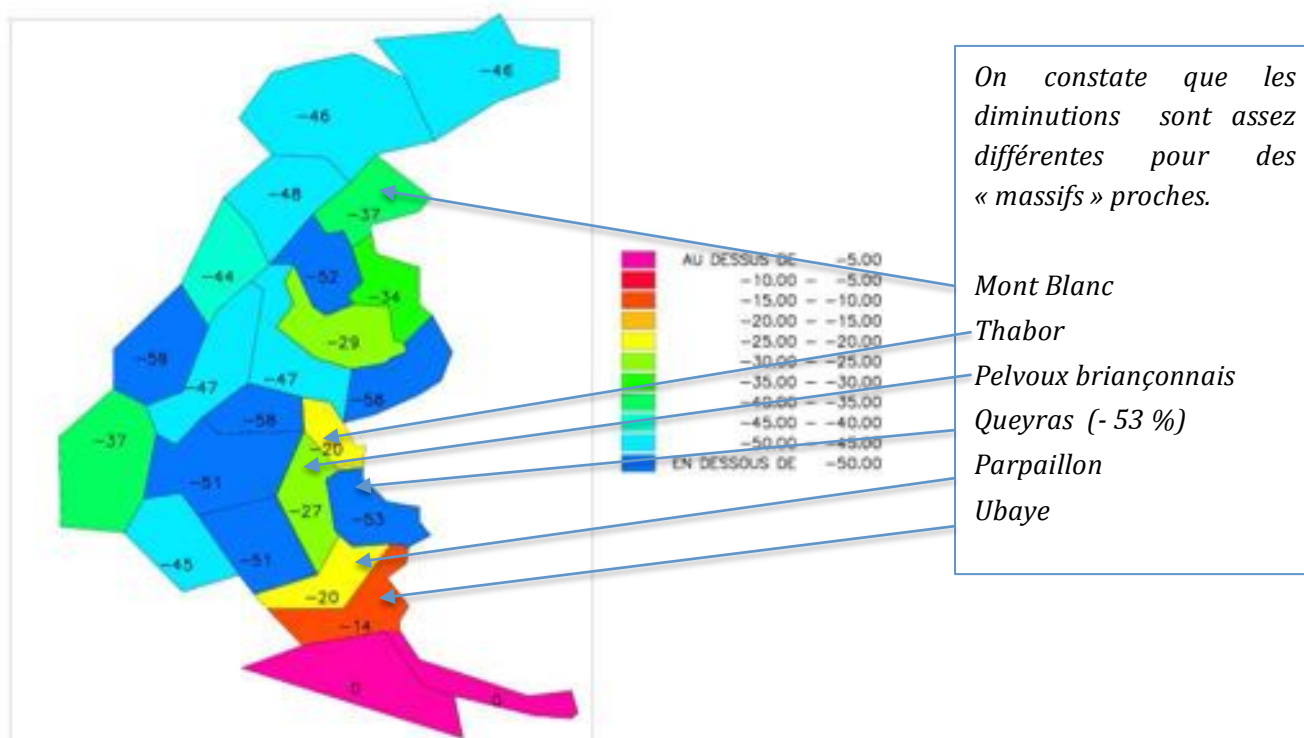 -46
-46
-48
-37
-44
-52
-34
-29
-59
-47
-47
-58
-58
-37
-20
-51
-27
-53
-45
-51
-20
-14
0
0
AU DESSUS DE -5.00
-10.00 - -5.00
-15.00 - -10.00
-20.00 - -15.00
-25.00 - -20.00
-30.00 - -25.00
-35.00 - -30.00
-40.00 - -35.00
-45.00 - -40.00
-50.00 - -45.00
EN DESSOUS DE -50.00
On constate que les
diminutions sont assez
différentes pour des
« massifs » proches.
Mont Blanc
Thabor
Pelvoux briançonnais
Queyras (- 53 %)
Parpaillon
Ubaye